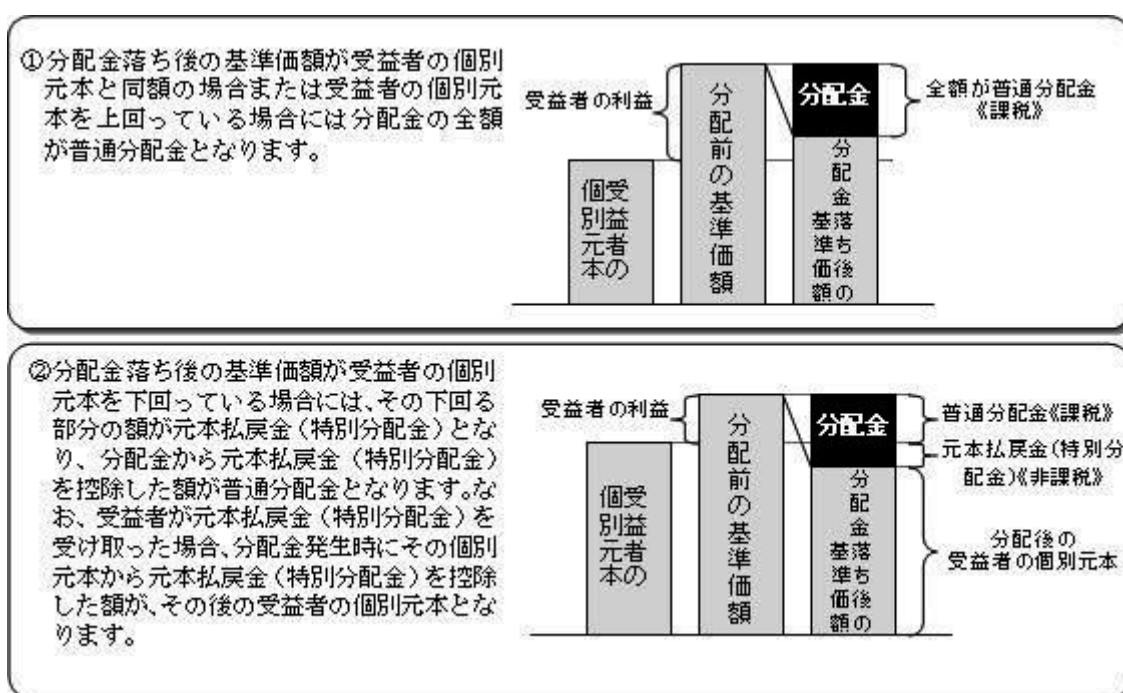 ①分配金落ち後の基準価額が受益者の個別
元本と同額の場合または受益者の個別元
本を上回っている場合には分配金の全額
が普通分配金となります。
受益者の利益
個別元本
受益者の
分配前の基準価額
分配金
分配金
基準価額
落ち後の
全額が普通分配金
《課税》
②分配金落ち後の基準価額が受益者の個別
元本を下回っている場合には、その下回る
部分の額が元本払戻金(特別分配金)とな
り、分配金から元本払戻金(特別分配金)
を控除した額が普通分配金となります。な
お、受益者が元本払戻金(特別分配金)を
受け取った場合、分配金発生時にその個別
元本から元本払戻金(特別分配金)を控除
した額が、その後の受益者の個別元本とな
ります。
受益者の利益
個別元本
受益者の
分配前の基準価額
分配金
分配金
基準価額
落ち後の
普通分配金《課税》
元本払戻金(特別分
配金)《非課税》
分配後の
受益者の個別元本